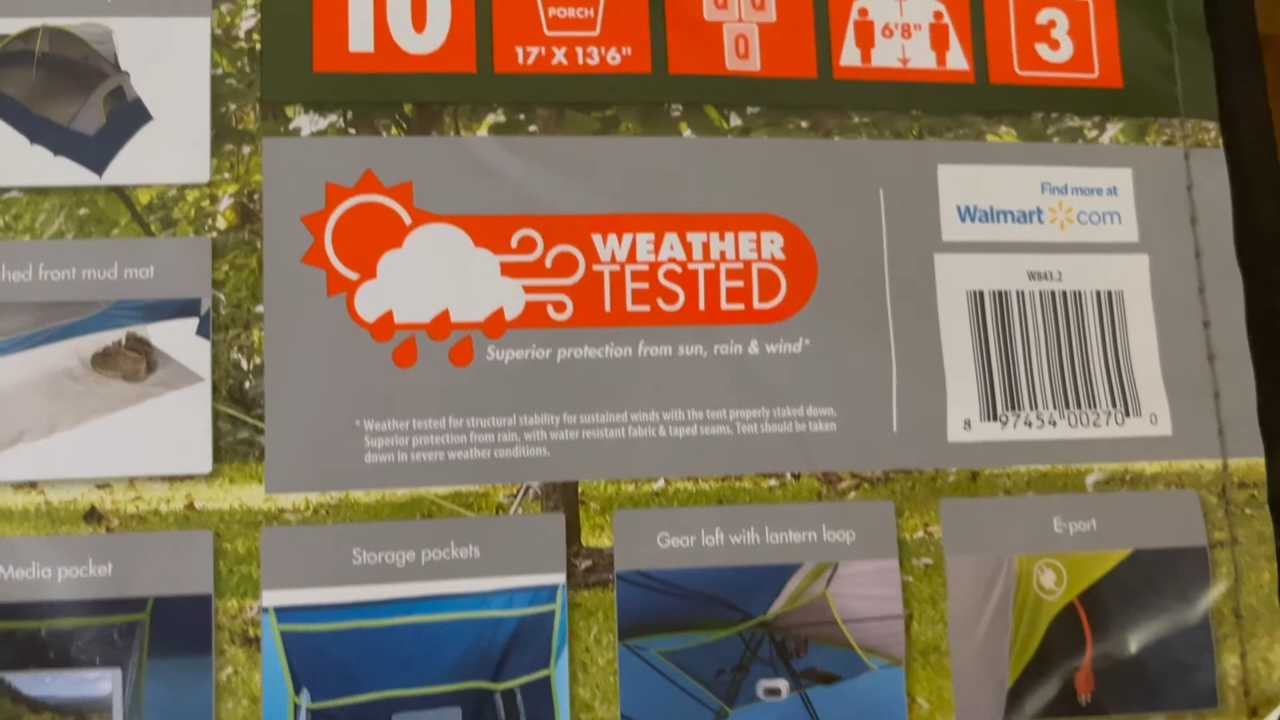 10
PORCH
17' X 13'6"
Q Q
Q
6'8"
3
Find more at
Walmart com
WEATHER
TESTED
Superior protection from sun, rain & wind*
W843.2
8 97454 00270 0
* Weather tested for structural stability for sustained winds with the tent properly staked down.
Superior protection from rain, with water resistant fabric & taped seams. Tent should be taken
down in severe weather conditions.
hed front mud mat
Media pocket
Storage pockets
Gear loft with lantern loop
E-port